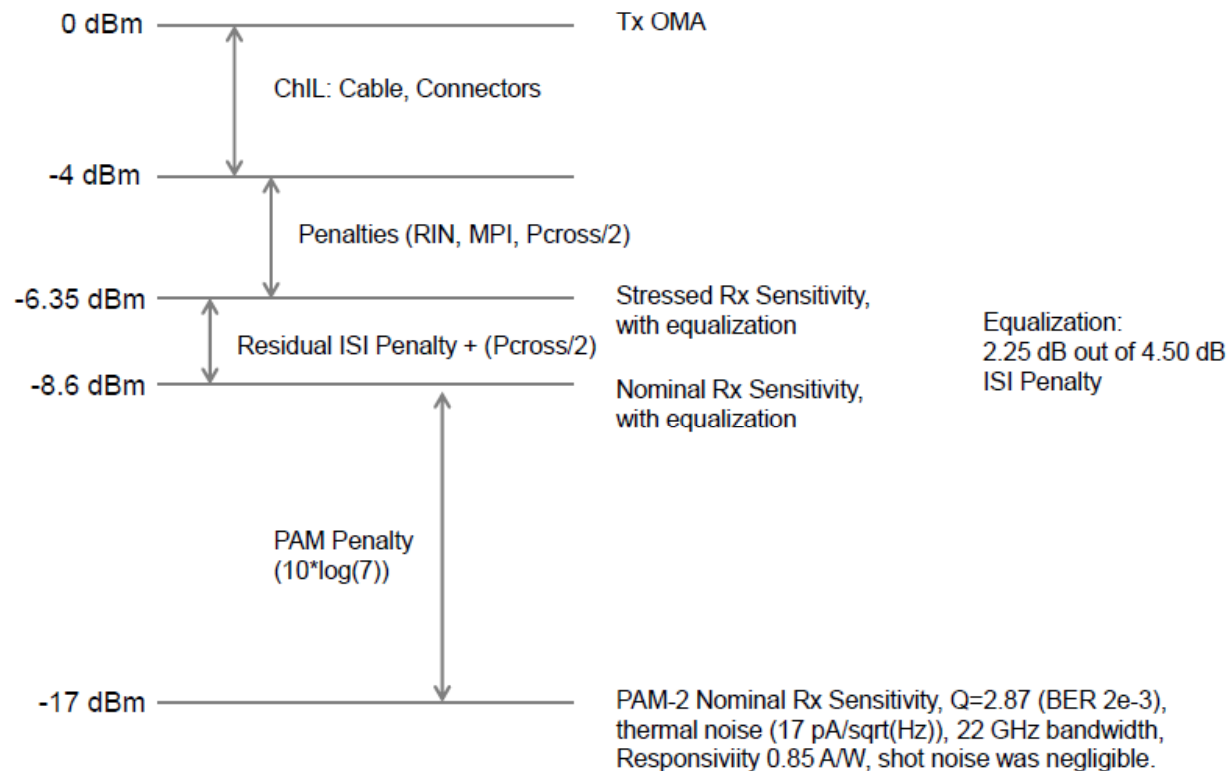 0 dBm
Tx OMA
ChIL: Cable, Connectors
-4 dBm
Penalties (RIN, MPI, Pcross/2)
-6.35 dBm
Stressed Rx Sensitivity,
with equalization
Equalization:
2.25 dB out of 4.50 dB
ISI Penalty
Residual ISI Penalty + (Pcross/2)
-8.6 dBm
Nominal Rx Sensitivity,
with equalization
PAM Penalty
(10*log(7))
-17 dBm
PAM-2 Nominal Rx Sensitivity, Q=2.87 (BER 2e-3),
thermal noise (17 pA/sqrt(Hz)), 22 GHz bandwidth,
Responsiviity 0.85 A/W, shot noise was negligible.